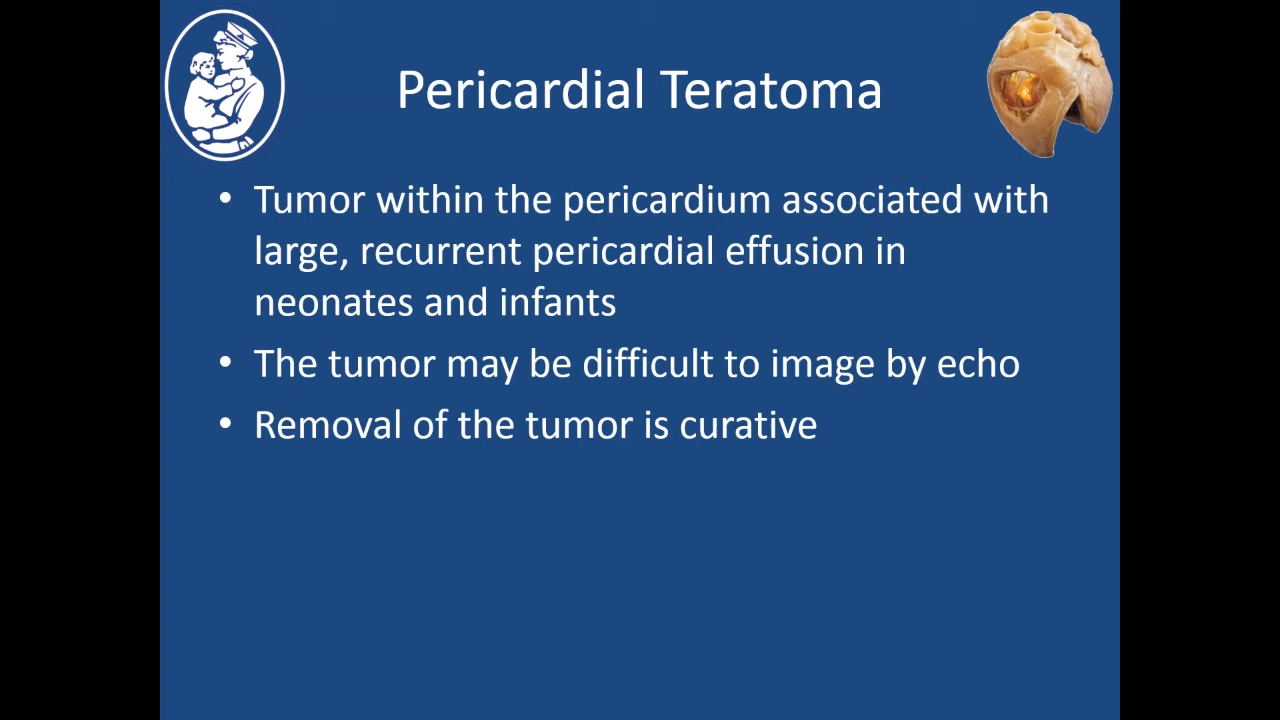 Pericardial Teratoma
• Tumor within the pericardium associated with
large, recurrent pericardial effusion in
neonates and infants
• The tumor may be difficult to image by echo
• Removal of the tumor is curative